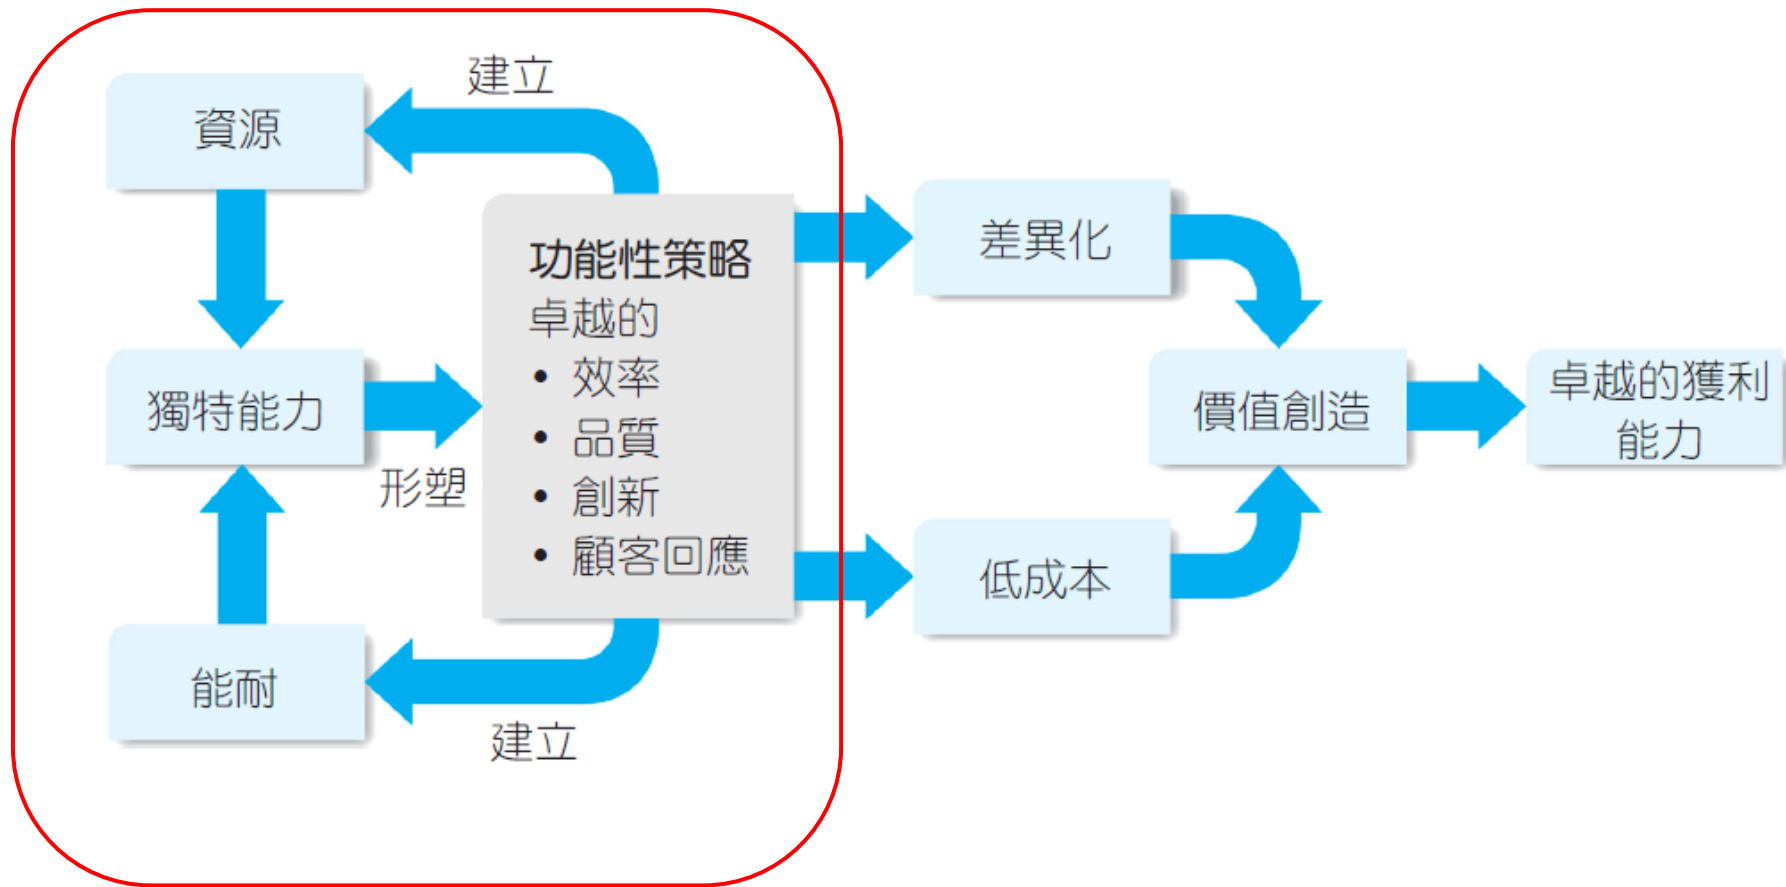 建立
資源
功能性策略
卓越的
• 效率
• 品質
• 創新
• 顧客回應
獨特能力
形塑
能耐
建立
差異化
低成本
價值創造
卓越的獲利
能力